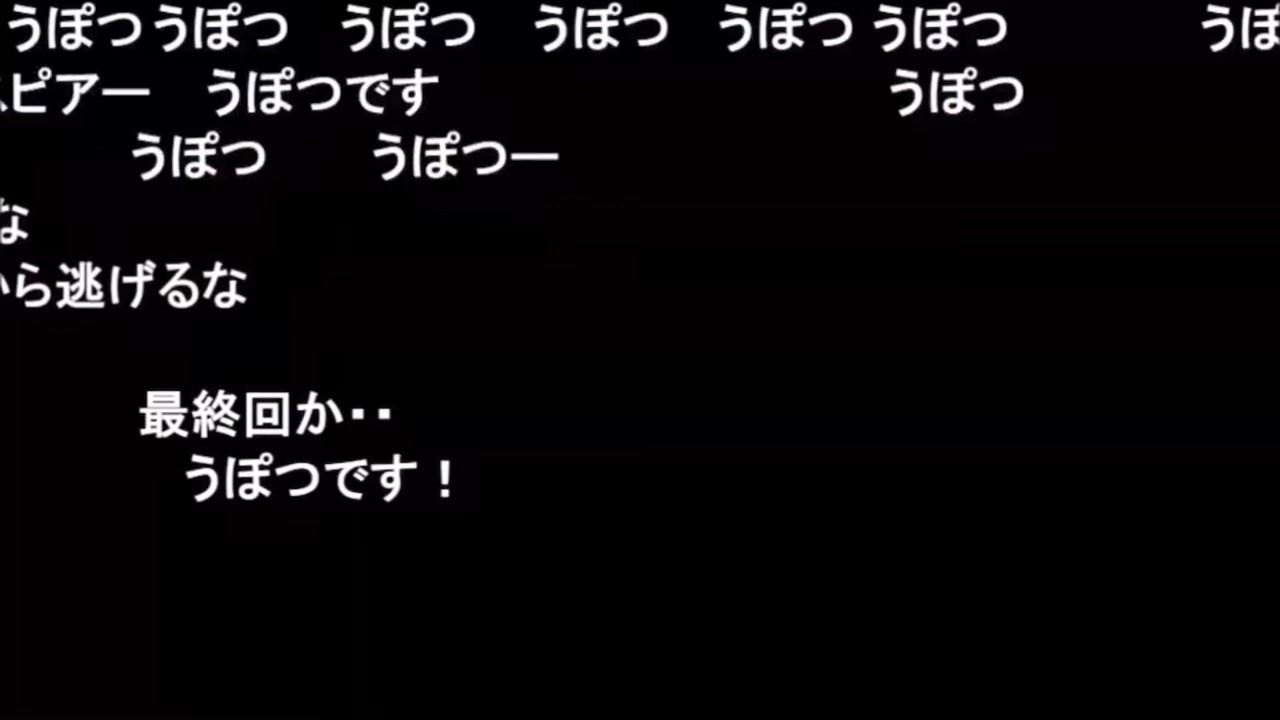 うぽつ うぽつ うぽつ うぽつ うぽつ うぽつ うぽ
ピアー うぽつです うぽつ
うぽつ うぽつー
な
から逃げるな
最終回か・・
うぽつです！